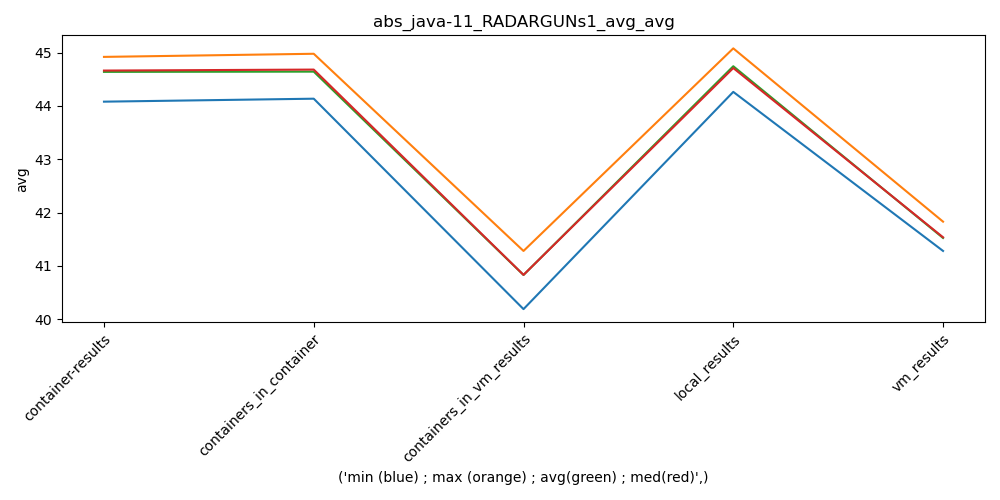 abs_java-11_RADARGUNs1_avg_avg
avg
45
44
43
42
41
40
container-results
containers_in_container
containers_in_vm_results
local_results
vm_results
('min (blue) ; max (orange) ; avg(green) ; med(red)',)